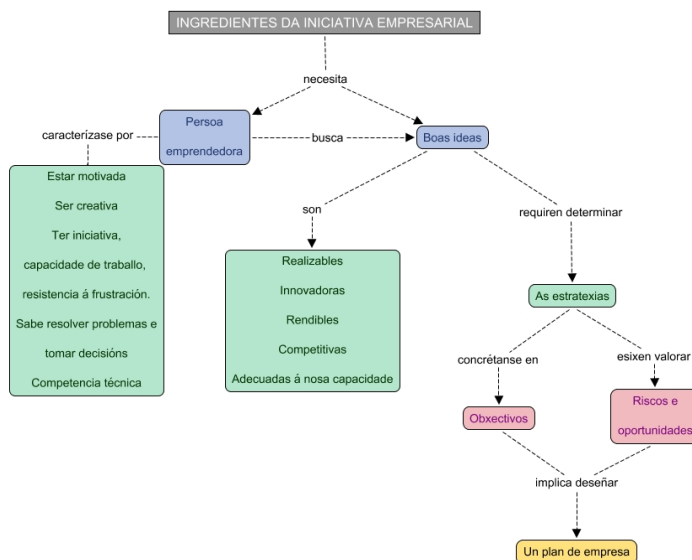 INGREDIENTES DA INICIATIVA EMPRESARIAL
necesita
Persoa
emprendedora
caracterízase por
busca
Boas ideas
Estar motivada
Ser creativa
Ter iniciativa,
capacidade de traballo,
resistencia á frustración.
Sabe resolver problemas e
tomar decisións
Competencia técnica
son
Realizables
Innovadoras
Rendibles
Competitivas
Adecuadas á nosa capacidade
requiren determinar
As estratexias
concrétanse en
esixen valorar
Obxectivos
Riscos e
oportunidades
implica deseñar
Un plan de empresa